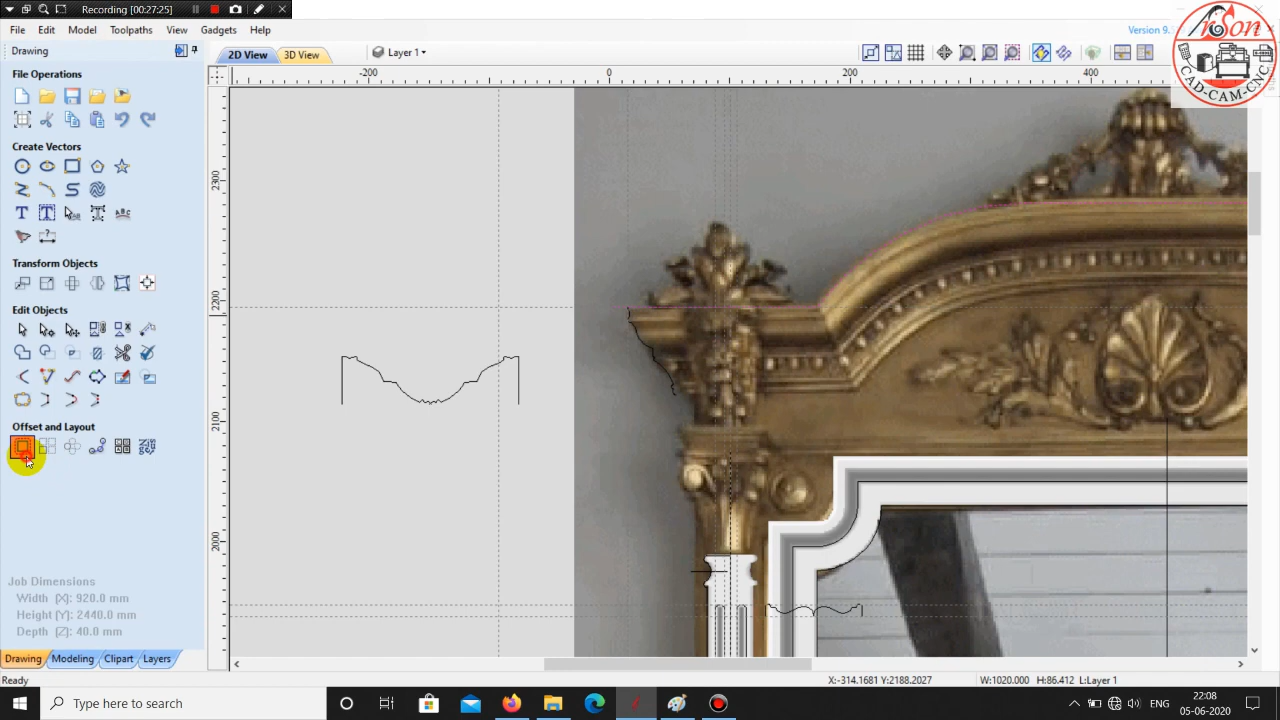 Recording [00:27:25]
File Edit Model Toolpaths View Gadgets Help
Version 9.
Drawing
2D View 3D View Layer 1
-200 0 200 400
File Operations
Create Vectors
Transform Objects
Edit Objects
Offset and Layout
2300
2200
2100
2000
Job Dimensions
Width (X): 920.0 mm
Height (Y): 2440.0 mm
Depth (Z): 40.0 mm
Drawing Modeling Clipart Layers
Ready X:-314.1681 Y:2188.2027 W:1020.000 H:86.412 L:Layer 1
Type here to search
ENG
22:08
05-06-2020
CAD-CAM-CNC